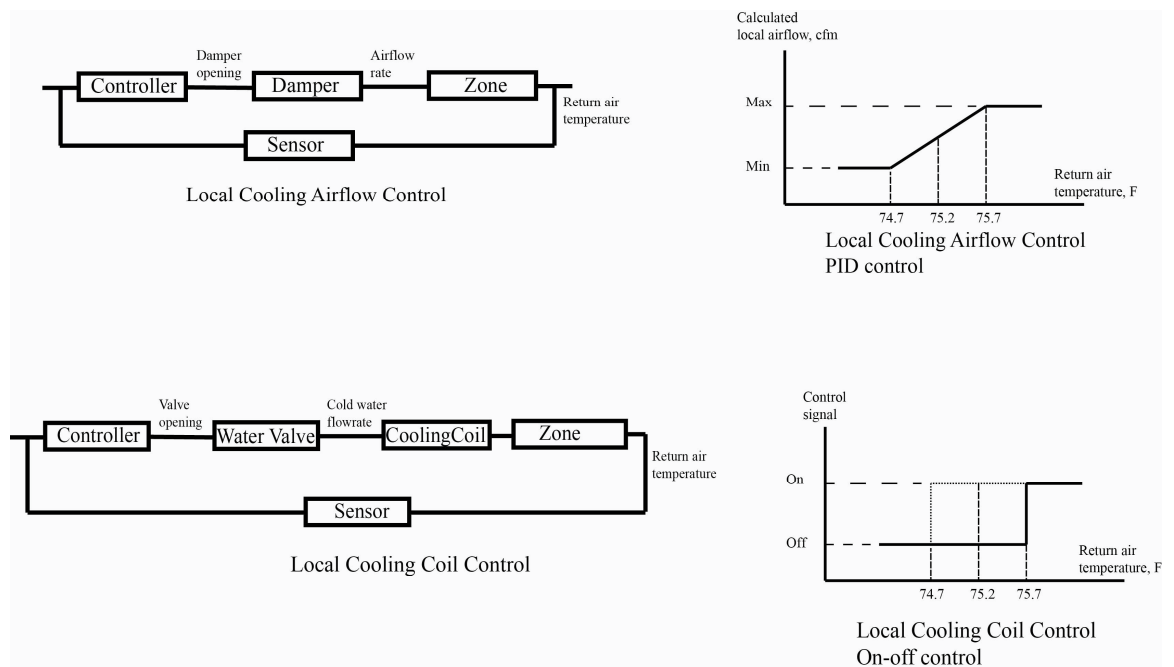 Damper
opening
Airflow
rate
Controller
Damper
Zone
Return air
temperature
Sensor
Local Cooling Airflow Control
Calculated
local airflow, cfm
Max
Min
Return air
temperature, F
74.7 75.2 75.7
Local Cooling Airflow Control
PID control
Valve
opening
Cold water
flowrate
Controller
Water Valve
CoolingCoil
Zone
Return air
temperature
Sensor
Local Cooling Coil Control
Control
signal
On
Off
Return air
temperature, F
74.7 75.2 75.7
Local Cooling Coil Control
On-off control